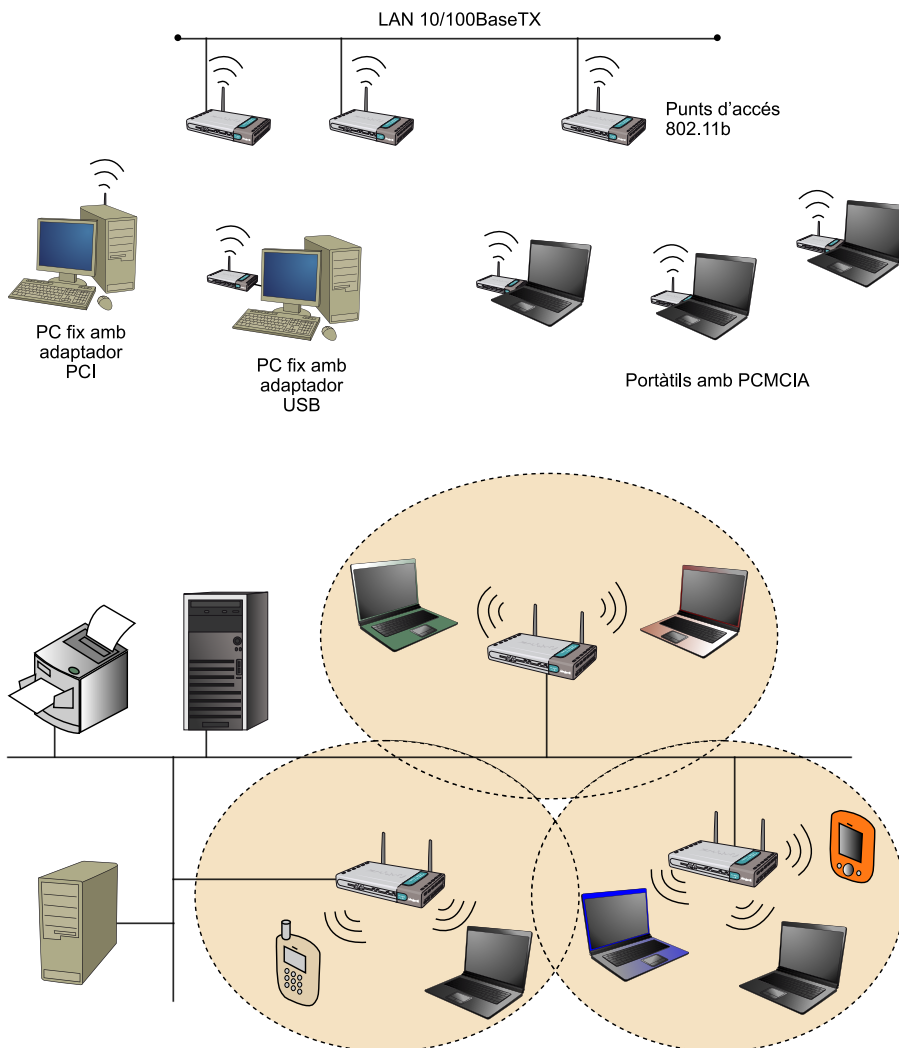 LAN 10/100BaseTX
Punts d’accés
802.11b
PC fix amb
adaptador
PCI
PC fix amb
adaptador
USB
Portàtils amb PCMCIA